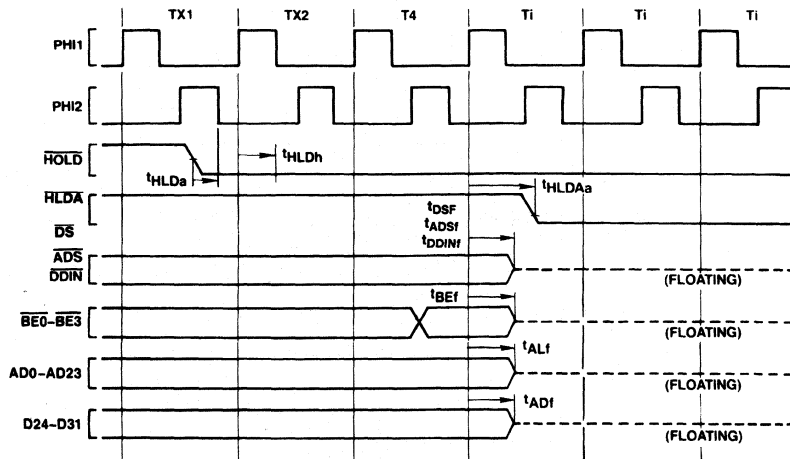 TX1 TX2 T4 Ti Ti Ti
PHI1
PHI2
HOLD
tHLDh
tHLDa
HLDA
tHLDAa
DS
tDSF
tADSf
tDDINf
ADS
DDIN
(FLOATING)
tBEf
BE0-BE3
(FLOATING)
tALf
AD0-AD23
(FLOATING)
tADf
D24-D31
(FLOATING)